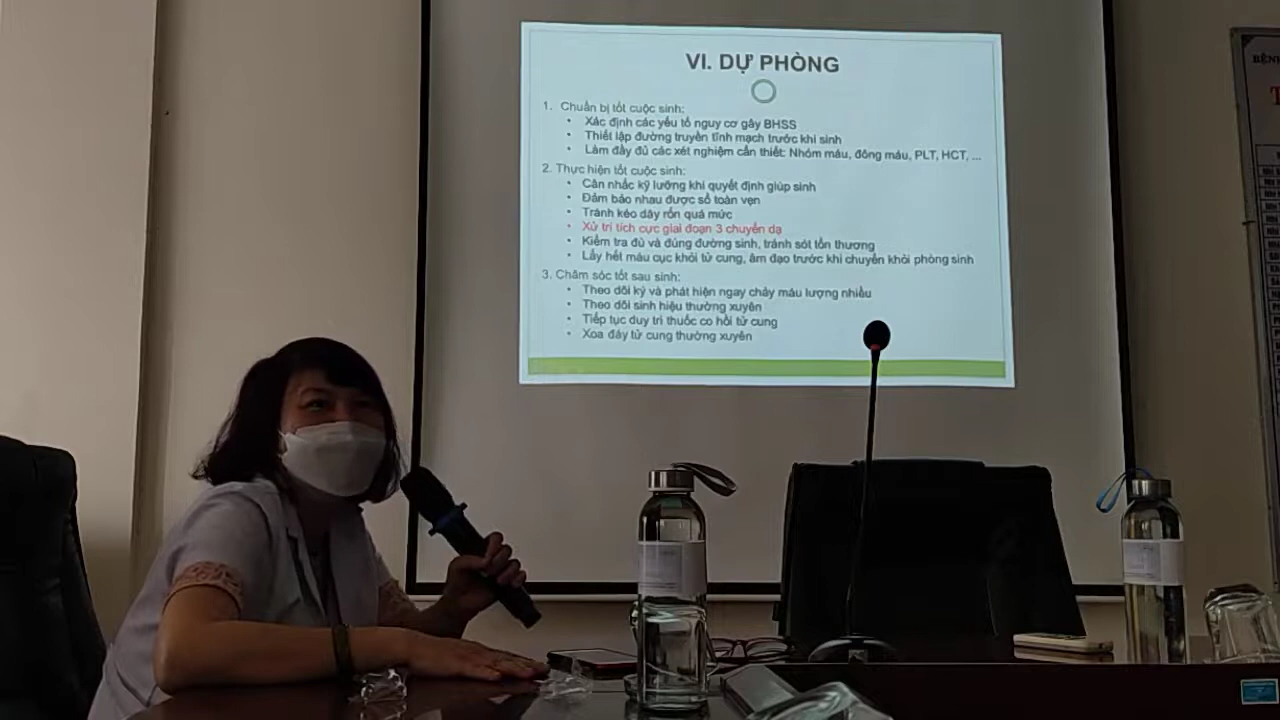 VI. DỰ PHÒNG
1. Chuẩn bị tốt cuộc sinh:
• Xác định các yếu tố nguy cơ gây BHSS
• Thiết lập đường truyền tĩnh mạch trước khi sinh
• Làm đầy đủ các xét nghiệm cần thiết: Nhóm máu, đông máu, PLT, HCT, ...
2. Thực hiện tốt cuộc sinh:
• Cân nhắc kỹ lưỡng khi quyết định giúp sinh
• Đảm bảo nhau được sổ toàn vẹn
• Tránh kéo dây rốn quá mức
• Xử trí tích cực giai đoạn 3 chuyển dạ
• Kiểm tra đủ và đúng đường sinh, tránh sót tổn thương
• Lấy hết máu cục khỏi tử cung, âm đạo trước khi chuyển khỏi phòng sinh
3. Chăm sóc tốt sau sinh:
• Theo dõi kỹ và phát hiện ngay chảy máu lượng nhiều
• Theo dõi sinh hiệu thường xuyên
• Tiếp tục duy trì thuốc co hồi tử cung
• Xoa đáy tử cung thường xuyên
BỆNH